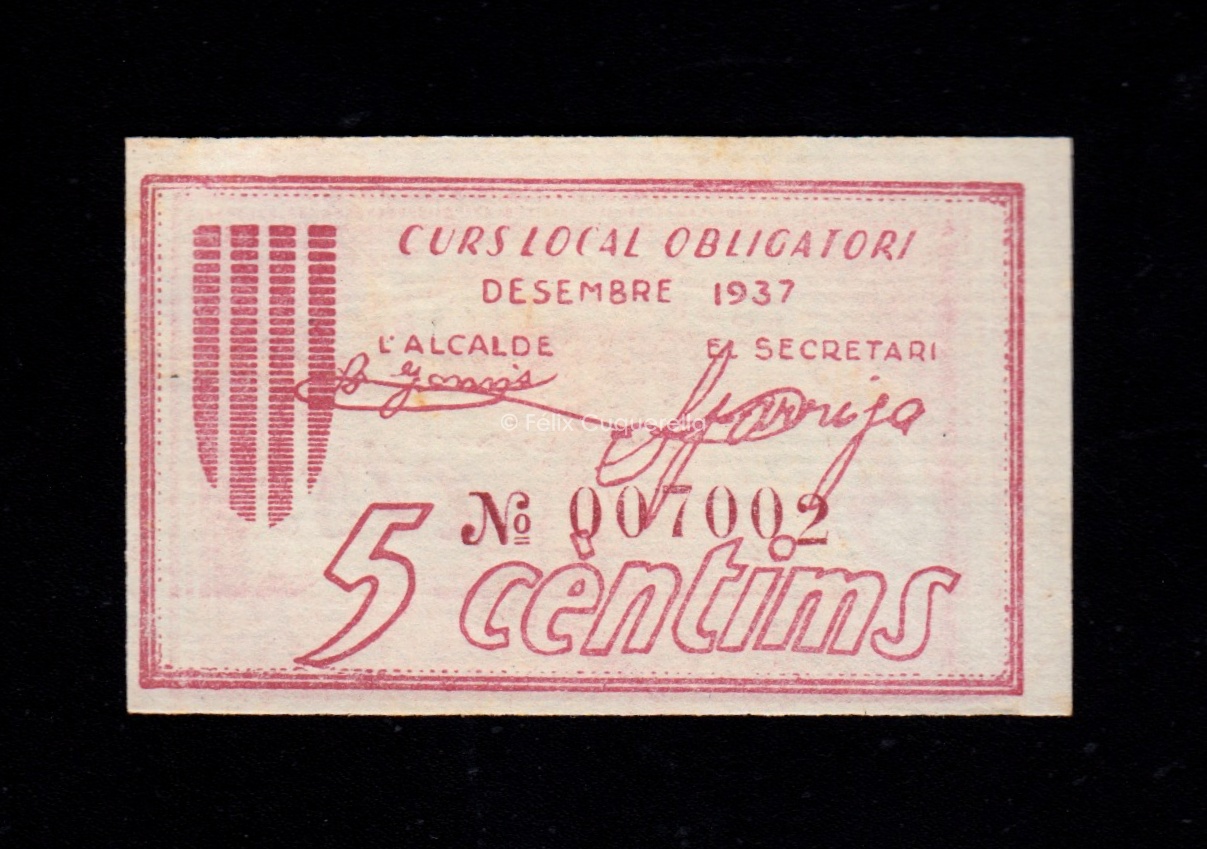 CURS LOCAL OBLIGATORI
DESEMBRE 1937
L'ALCALDE
EL SECRETARI
© Fèlix Cuquerella
Nº 007002
5 cèntims